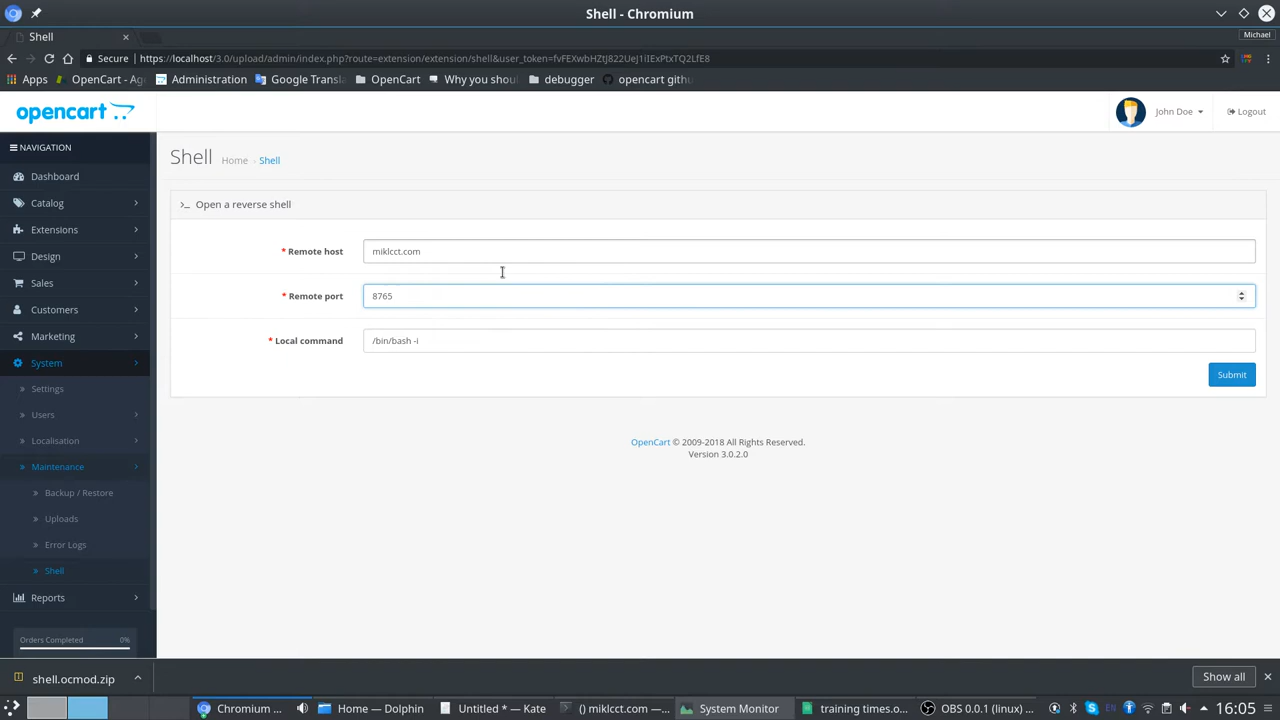 Shell - Chromium
Michael
Shell
Secure | https://localhost/3.0/upload/admin/index.php?route=extension/extension/shell&user_token=
Apps OpenCart - Ag Administration Google Transl OpenCart Why you shou debugger opencart gith
opencart
John Doe
Logout
NAVIGATION
Dashboard
Catalog
Extensions
Design
Sales
Customers
Marketing
System
Settings
Users
Localisation
Maintenance
Backup / Restore
Uploads
Error Logs
Shell
Reports
Orders Completed 0%
Shell Home Shell
>_ Open a reverse shell
* Remote host miklcct.com
* Remote port 8765
* Local command /bin/bash -i
Submit
OpenCart © 2009-2018 All Rights Reserved.
Version 3.0.2.0
shell.ocmod.zip
Show all
Chromium
Home — Dolphin
Untitled * — Kate
() miklcct.com —...
System Monitor
training times.o...
OBS 0.0.1 (linux) ...
16:05